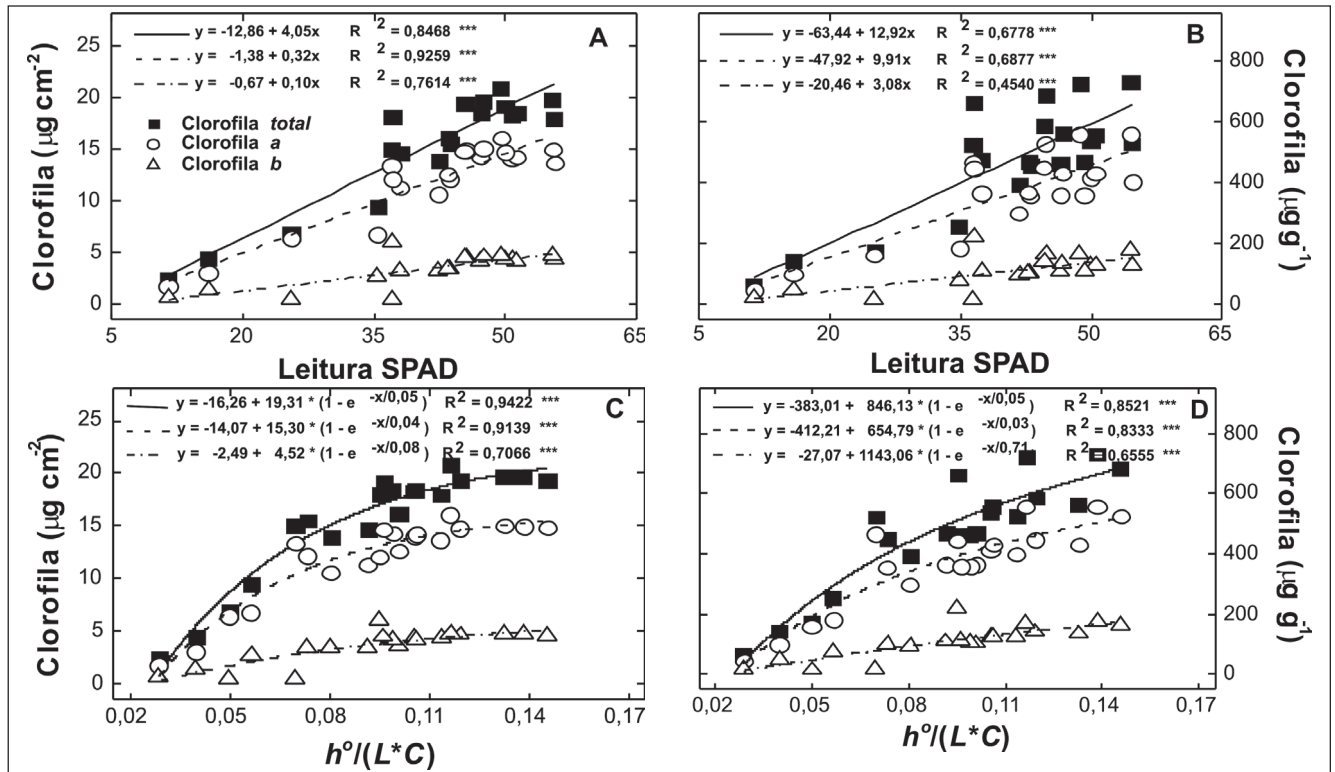 A
y = -12,86 + 4,05x R 2 = 0,8468 ***
y = -1,38 + 0,32x R 2 = 0,9259 ***
y = -0,67 + 0,10x R 2 = 0,7614 ***
Clorofila total
Clorofila a
Clorofila b
Clorofila (µg cm-2)
25
20
15
10
5
0
5 20 35 50 65
Leitura SPAD
B
y = -63,44 + 12,92x R 2 = 0,6778 ***
y = -47,92 + 9,91x R 2 = 0,6877 ***
y = -20,46 + 3,08x R 2 = 0,4540 ***
Clorofila (µg g-1)
800
600
400
200
0
5 20 35 50 65
Leitura SPAD
C
y = -16,26 + 19,31 * (1 - e -x/0,05) R2 = 0,9422 ***
y = -14,07 + 15,30 * (1 - e -x/0,04) R2 = 0,9139 ***
y = -2,49 + 4,52 * (1 - e -x/0,08) R2 = 0,7066 ***
Clorofila (µg cm-2)
25
20
15
10
5
0
0,02 0,05 0,08 0,11 0,14 0,17
ho/(L*C)
D
y = -383,01 + 846,13 * (1 - e -x/0,05) R2 = 0,8521 ***
y = -412,21 + 654,79 * (1 - e -x/0,03) R2 = 0,8333 ***
y = -27,07 + 1143,06 * (1 - e -x/0,71) R2 = 0,6555 ***
Clorofila (µg g-1)
800
600
400
200
0
0,02 0,05 0,08 0,11 0,14 0,17
ho/(L*C)